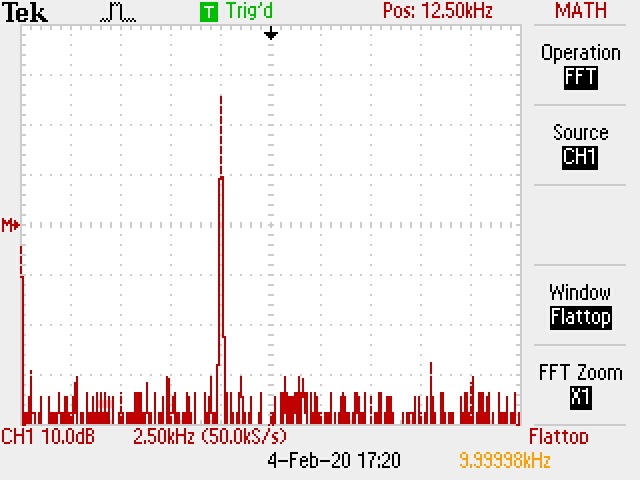 Tek T Trig'd Pos: 12.50kHz MATH
Operation
FFT
Source
CH1
M
Window
Flattop
FFT Zoom
X1
CH1 10.0dB 2.50kHz (50.0kS/s) Flattop
4-Feb-20 17:20 9.99998kHz